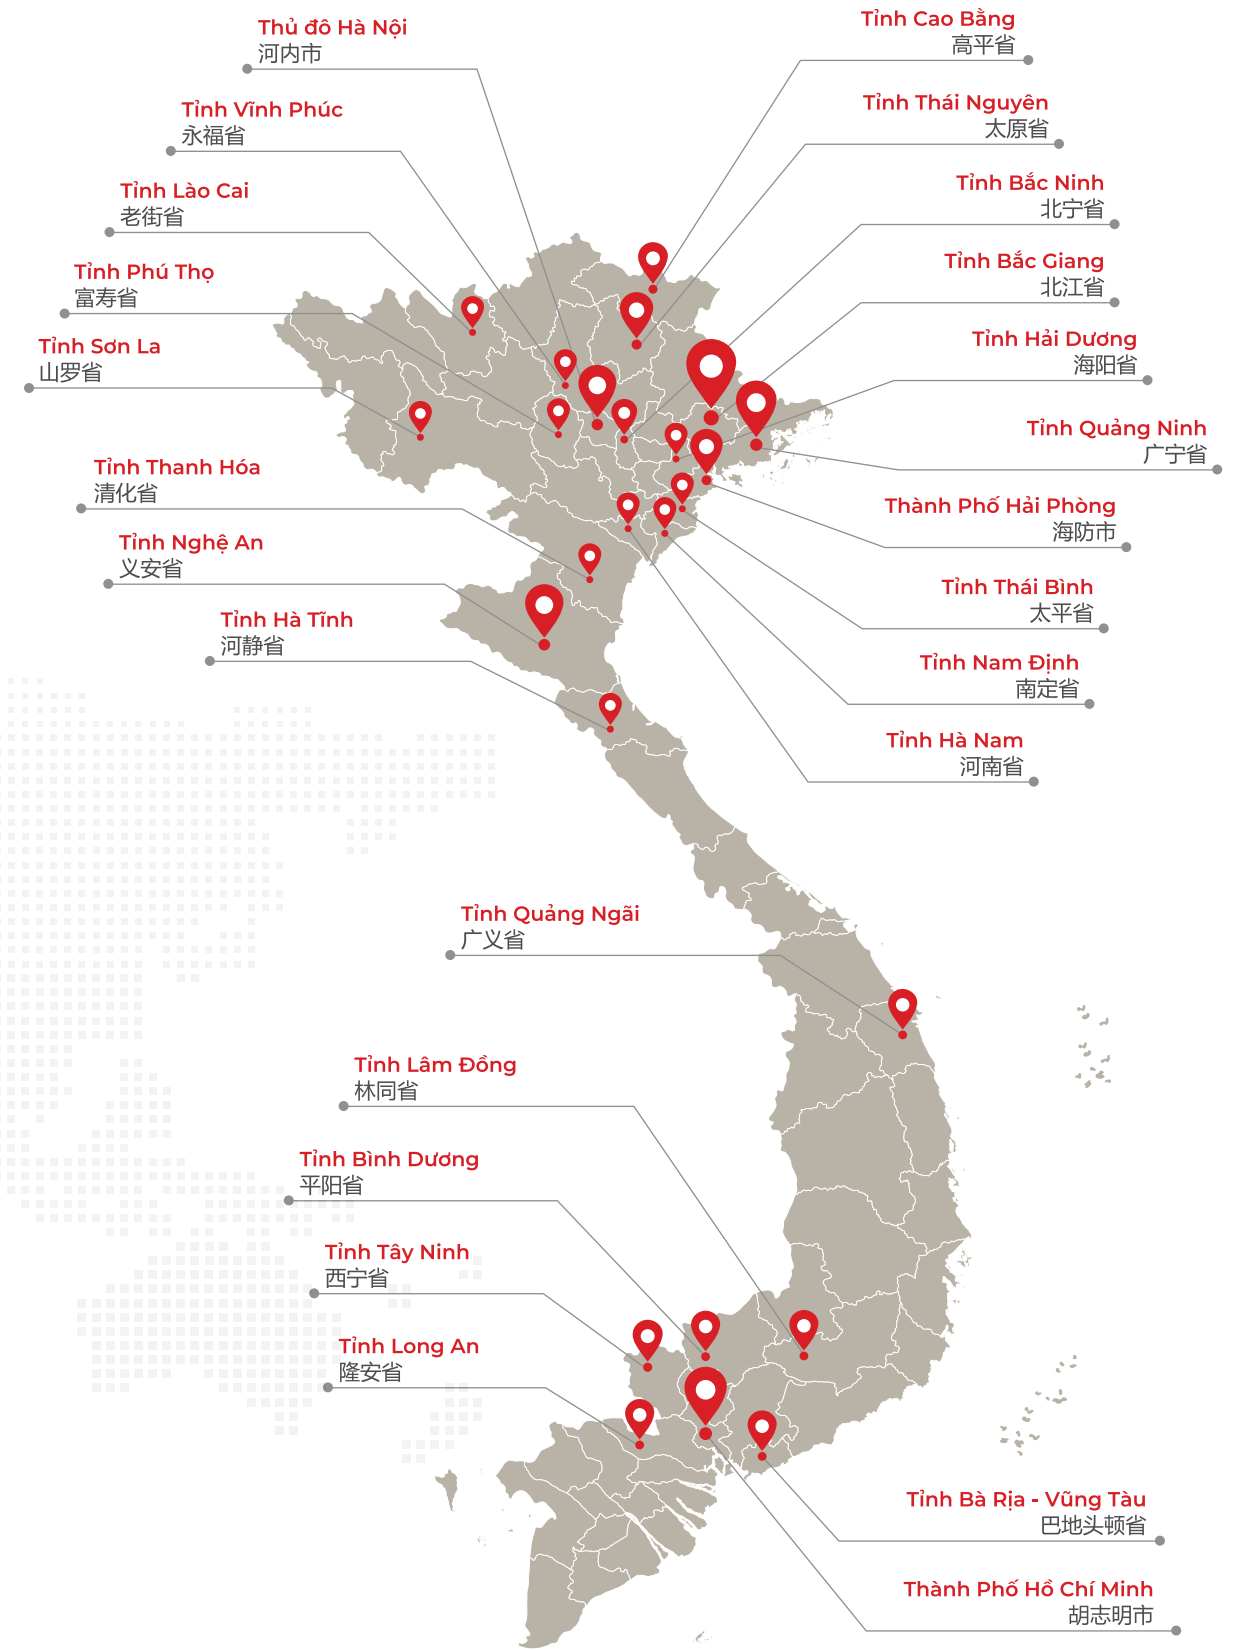 Thủ đô Hà Nội
河内市
Tỉnh Vĩnh Phúc
永福省
Tỉnh Lào Cai
老街省
Tỉnh Phú Thọ
富寿省
Tỉnh Sơn La
山罗省
Tỉnh Thanh Hóa
清化省
Tỉnh Nghệ An
义安省
Tỉnh Hà Tĩnh
河静省
Tỉnh Cao Bằng
高平省
Tỉnh Thái Nguyên
太原省
Tỉnh Bắc Ninh
北宁省
Tỉnh Bắc Giang
北江省
Tỉnh Hải Dương
海阳省
Tỉnh Quảng Ninh
广宁省
Thành Phố Hải Phòng
海防市
Tỉnh Thái Bình
太平省
Tỉnh Nam Định
南定省
Tỉnh Hà Nam
河南省
Tỉnh Quảng Ngãi
广义省
Tỉnh Lâm Đồng
林同省
Tỉnh Bình Dương
平阳省
Tỉnh Tây Ninh
西宁省
Tỉnh Long An
隆安省
Tỉnh Bà Rịa - Vũng Tàu
巴地头顿省
Thành Phố Hồ Chí Minh
胡志明市